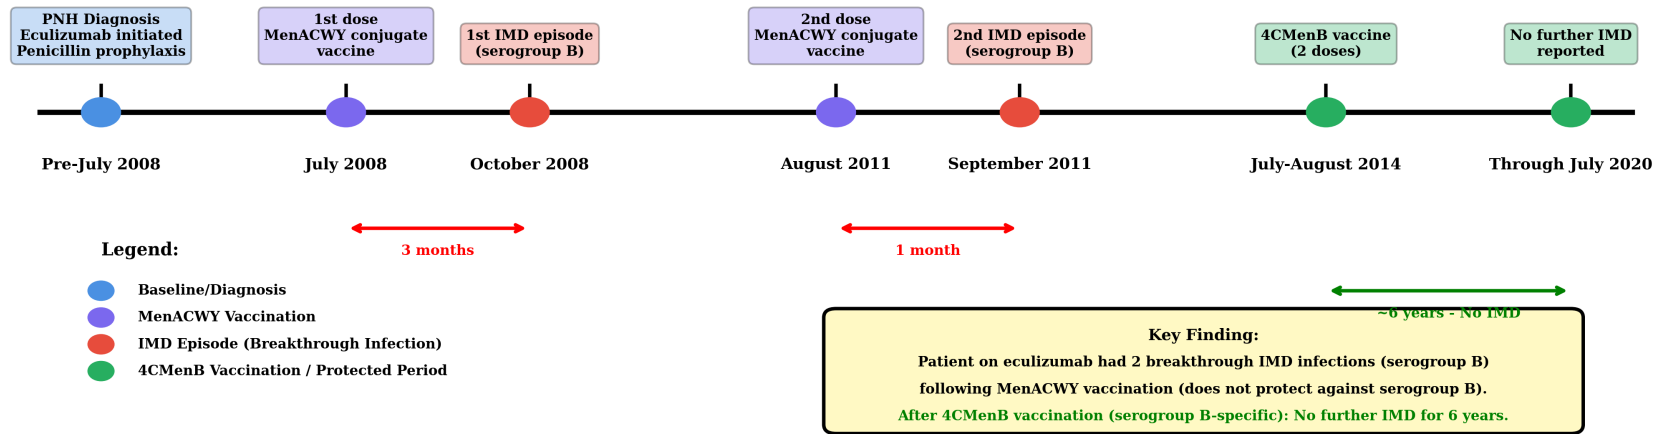 PNH Diagnosis
Eculizumab initiated
Penicillin prophylaxis
1st dose
MenACWY conjugate
vaccine
1st IMD episode
(serogroup B)
2nd dose
MenACWY conjugate
vaccine
2nd IMD episode
(serogroup B)
4CMenB vaccine
(2 doses)
No further IMD
reported
Pre-July 2008
July 2008
October 2008
August 2011
September 2011
July-August 2014
Through July 2020
3 months
1 month
~6 years - No IMD
Legend:
Baseline/Diagnosis
MenACWY Vaccination
IMD Episode (Breakthrough Infection)
4CMenB Vaccination / Protected Period
Key Finding:
Patient on eculizumab had 2 breakthrough IMD infections (serogroup B)
following MenACWY vaccination (does not protect against serogroup B).
After 4CMenB vaccination (serogroup B-specific): No further IMD for 6 years.